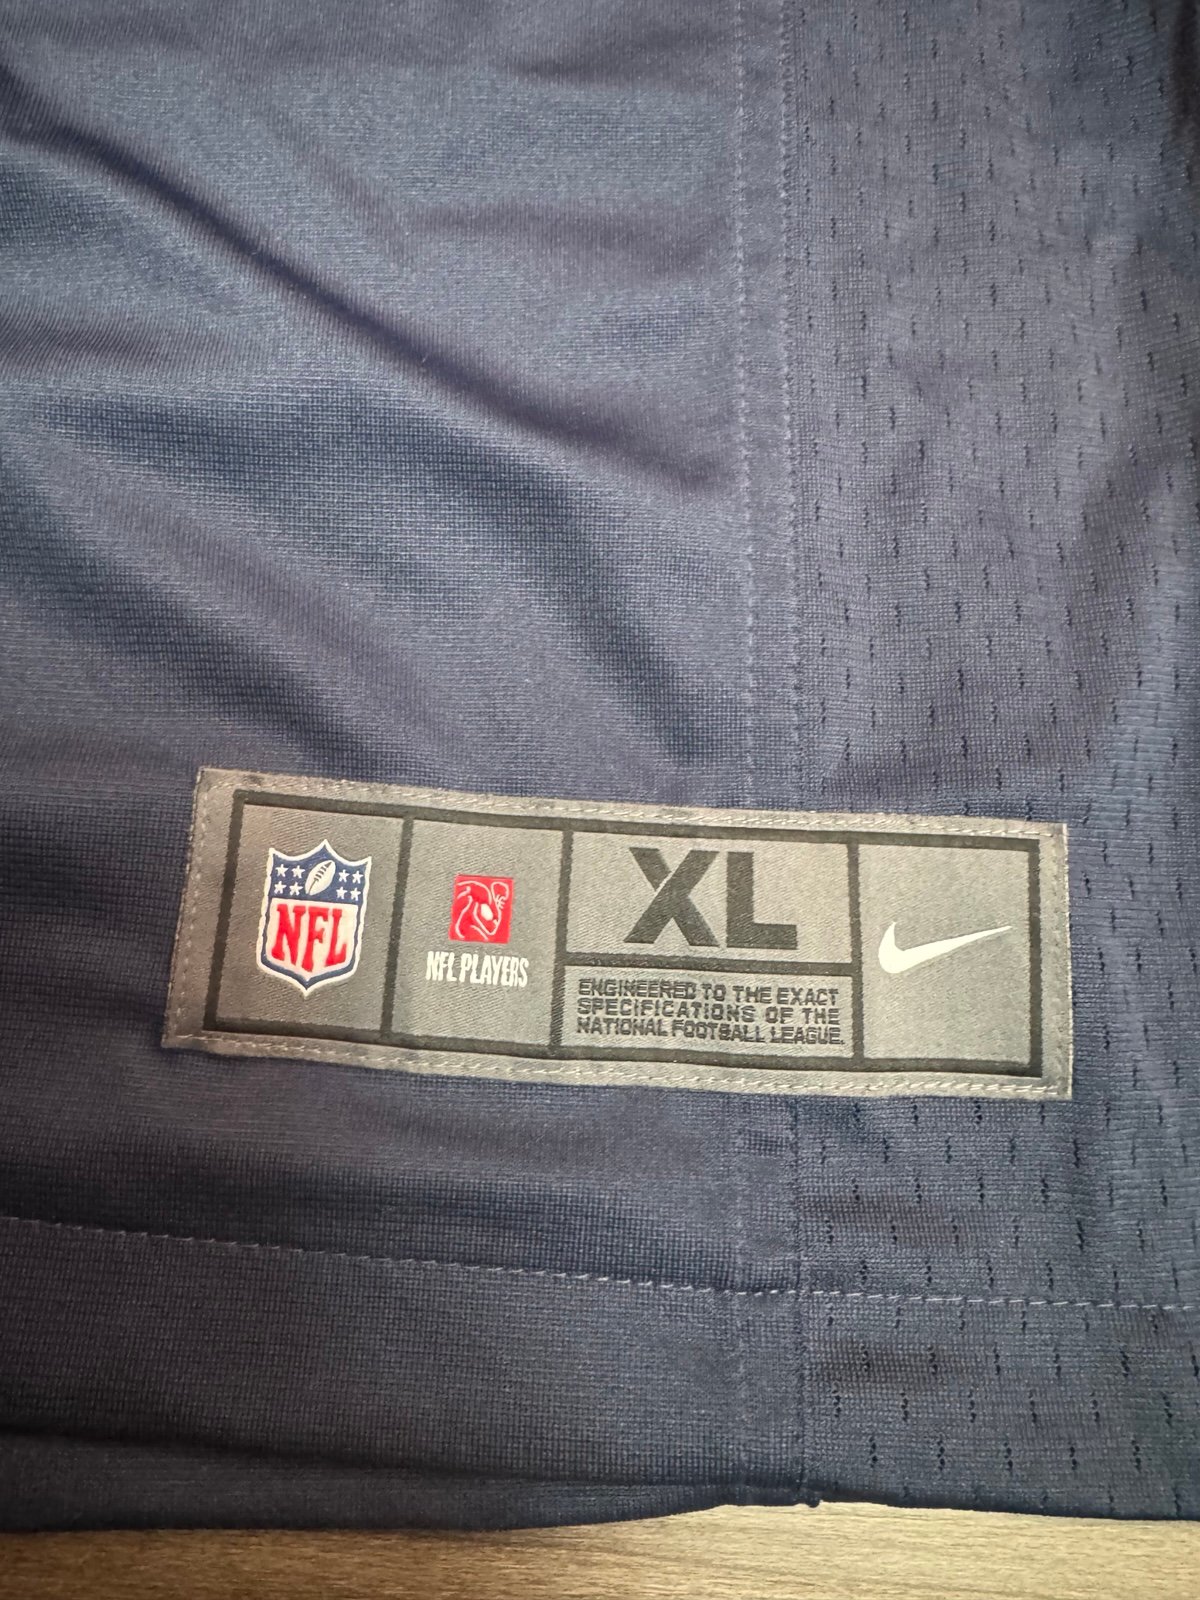 NFL
NFL PLAYERS
XL
ENGINEERED TO THE EXACT
SPECIFICATIONS OF THE
NATIONAL FOOTBALL LEAGUE.